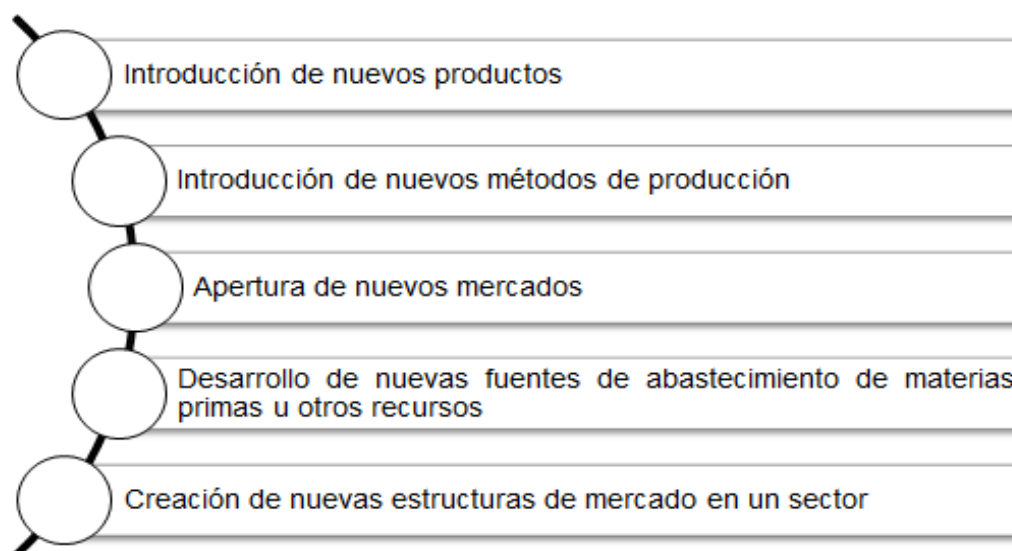 Introducción de nuevos productos
Introducción de nuevos métodos de producción
Apertura de nuevos mercados
Desarrollo de nuevas fuentes de abastecimiento de materias
primas u otros recursos
Creación de nuevas estructuras de mercado en un sector